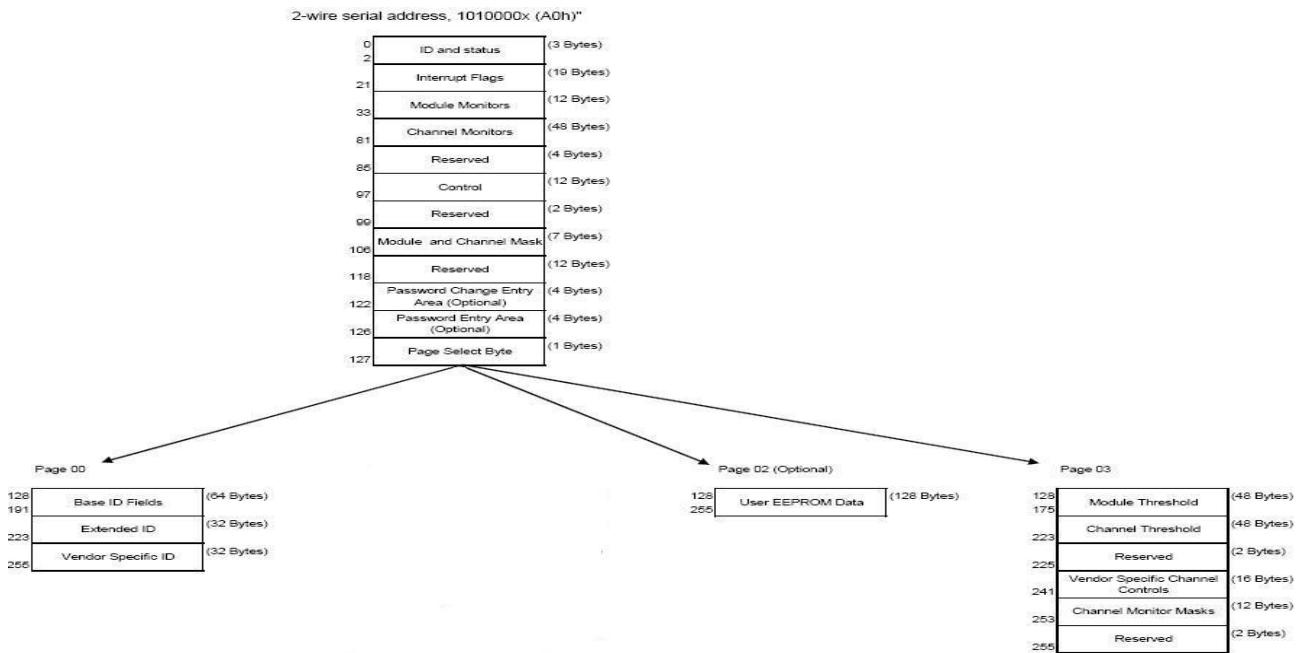 2-wire serial address, 1010000x (A0h)"
0
2
ID and status
(3 Bytes)
21
Interrupt Flags
(19 Bytes)
33
Module Monitors
(12 Bytes)
81
Channel Monitors
(48 Bytes)
85
Reserved
(4 Bytes)
97
Control
(12 Bytes)
99
Reserved
(2 Bytes)
106
Module and Channel Mask
(7 Bytes)
118
Reserved
(12 Bytes)
122
Password Change Entry
Area (Optional)
(4 Bytes)
126
Password Entry Area
(Optional)
(4 Bytes)
127
Page Select Byte
(1 Bytes)
Page 00
128
191
Base ID Fields
(64 Bytes)
223
Extended ID
(32 Bytes)
255
Vendor Specific ID
(32 Bytes)
Page 02 (Optional)
128
255
User EEPROM Data
(128 Bytes)
Page 03
128
175
Module Threshold
(48 Bytes)
223
Channel Threshold
(48 Bytes)
225
Reserved
(2 Bytes)
241
Vendor Specific Channel
Controls
(16 Bytes)
253
Channel Monitor Masks
(12 Bytes)
255
Reserved
(2 Bytes)